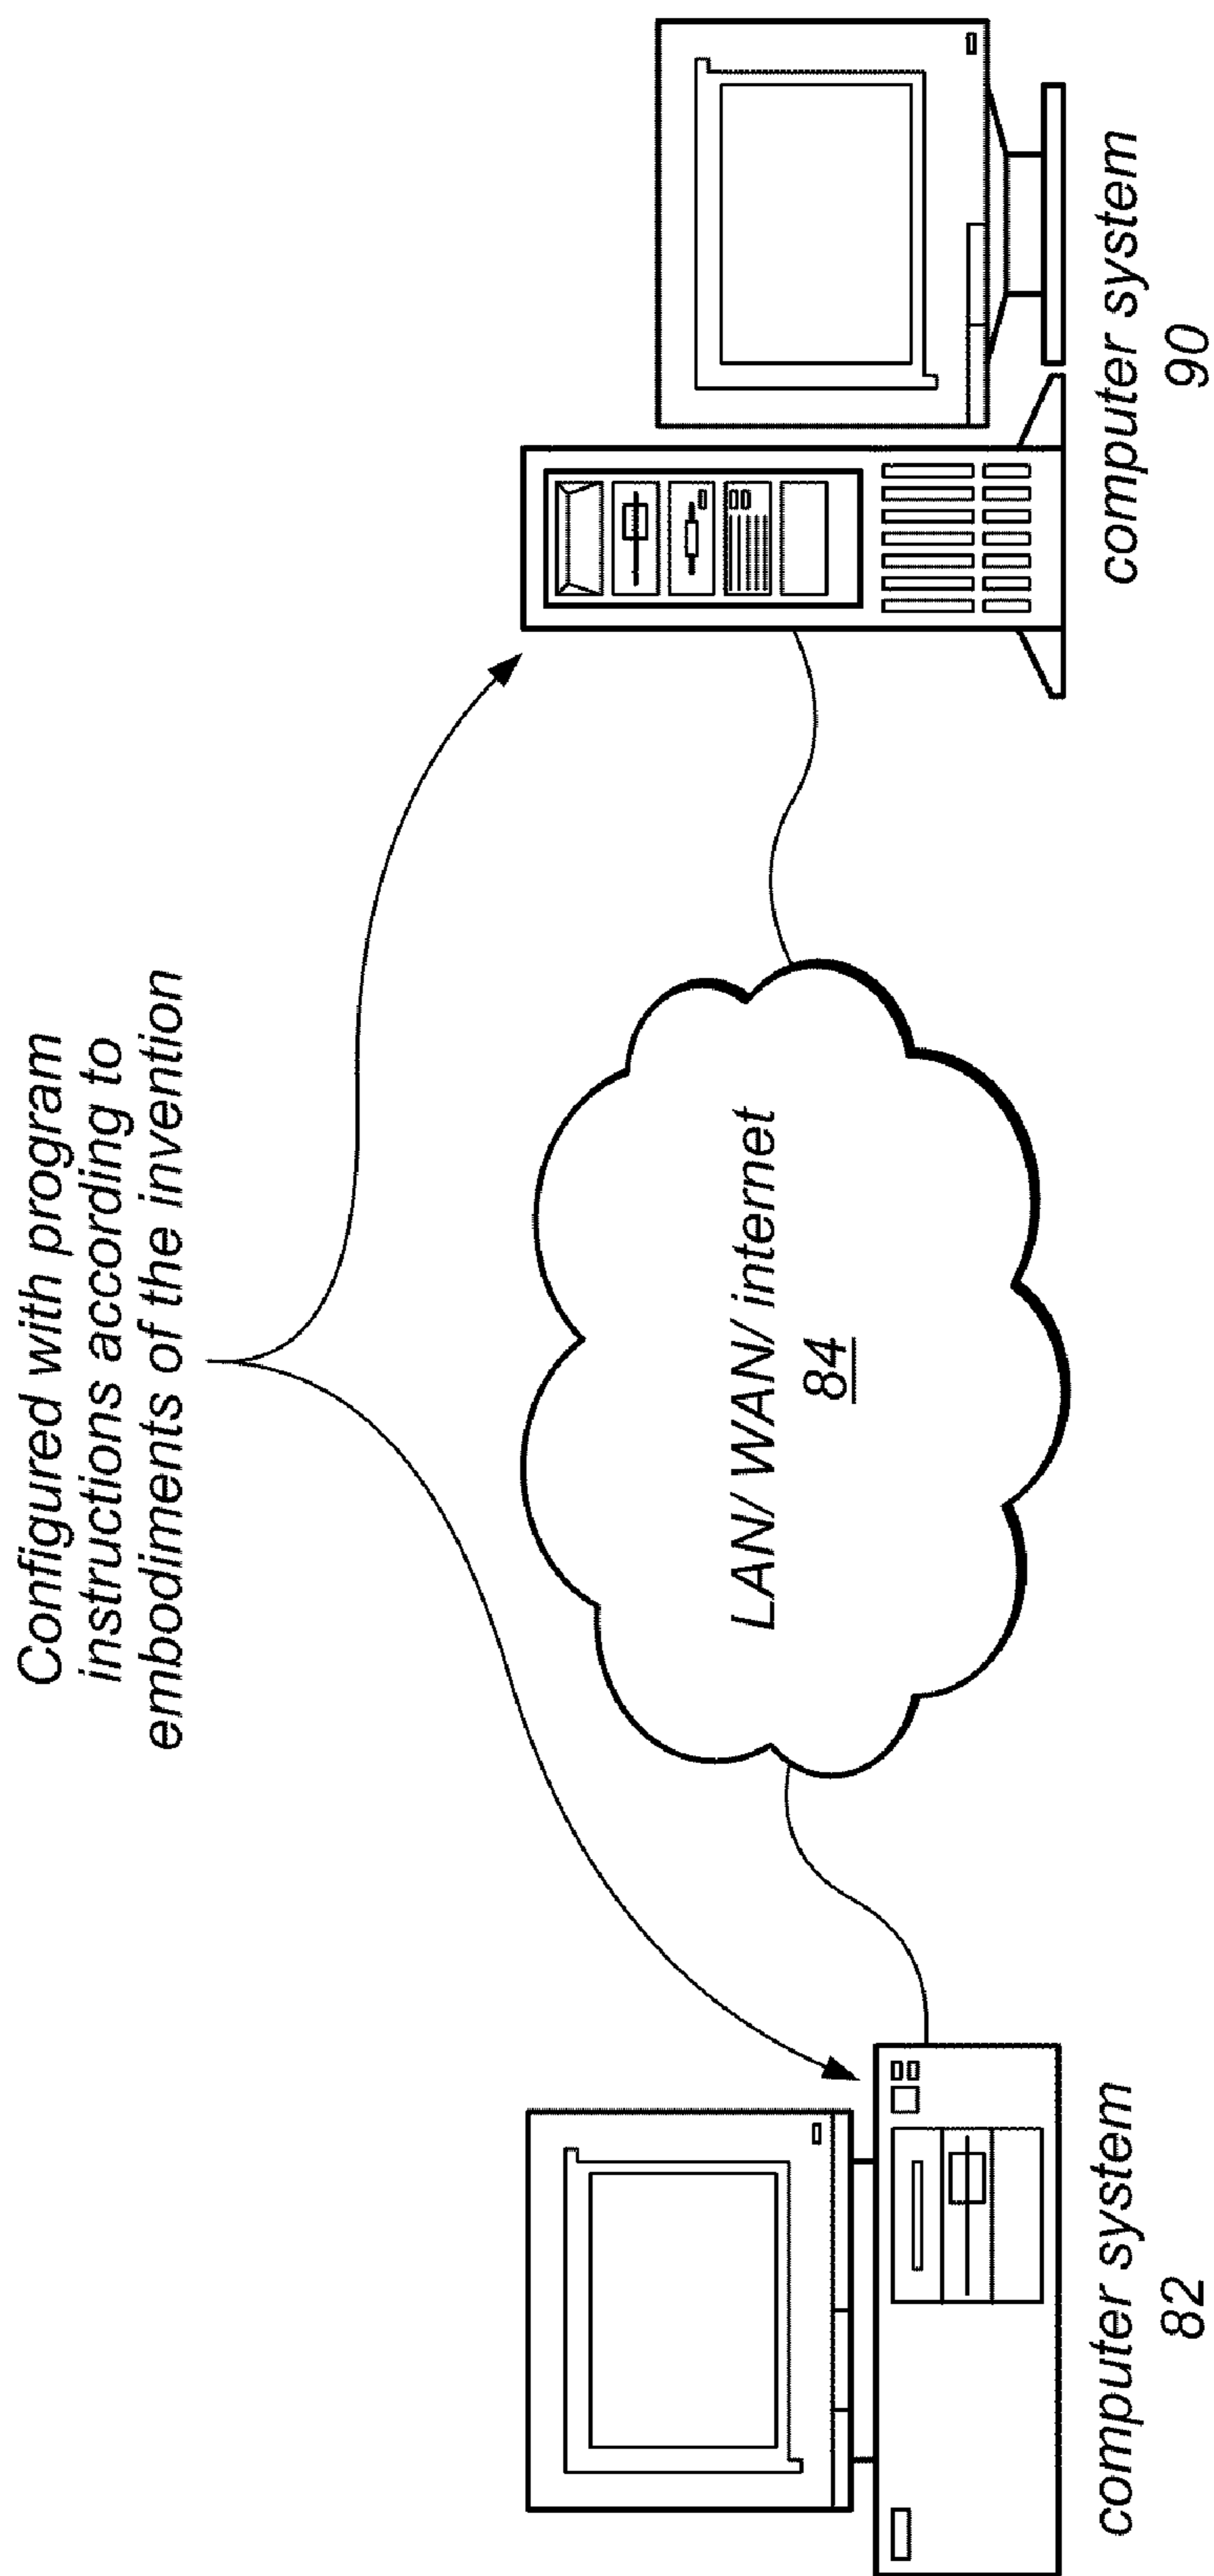 Configured with program
instructions according to
embodiments of the invention
LAN/ WAN/ internet
84
computer system
82
computer system
90